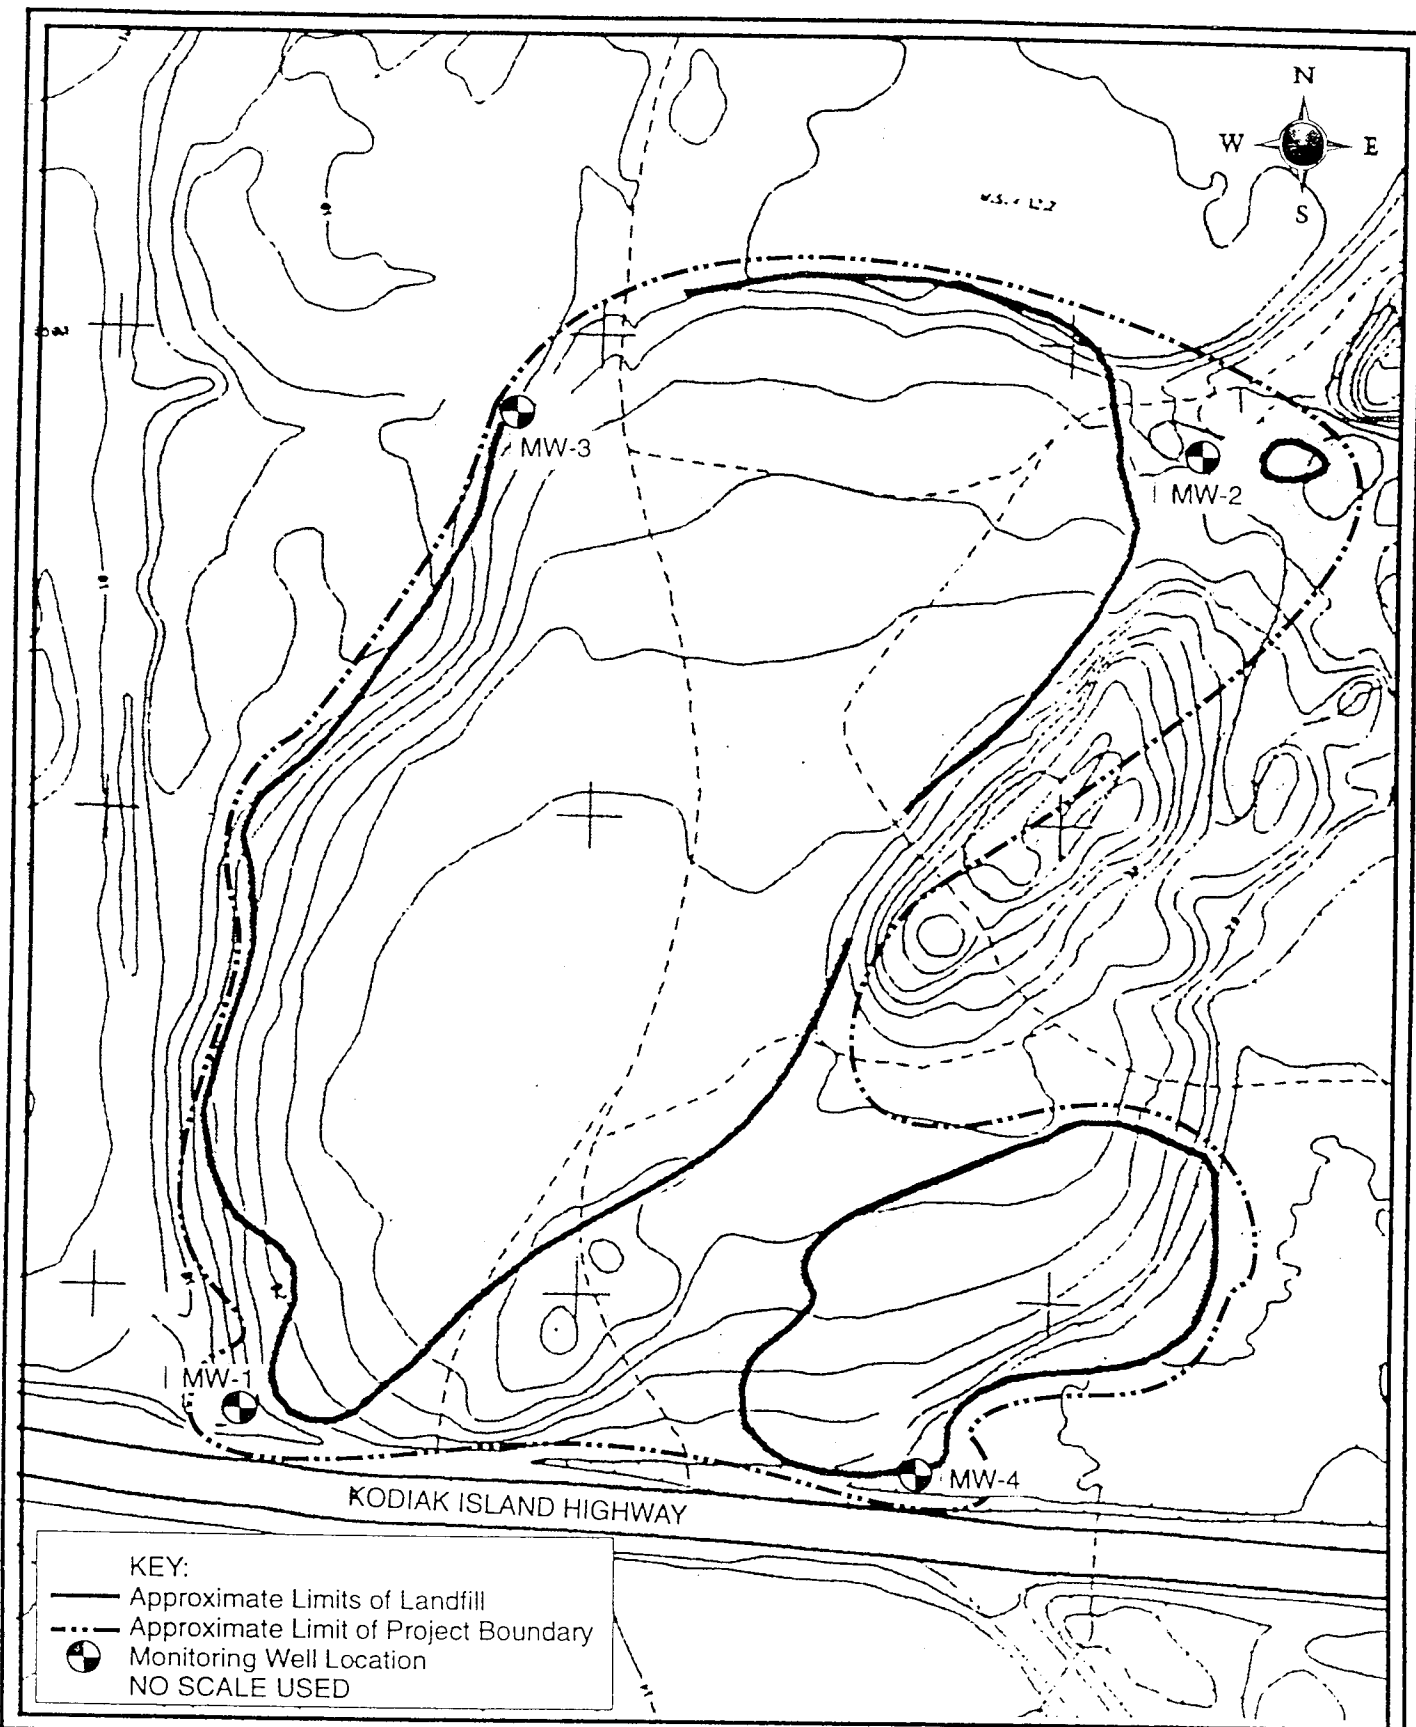 N
W E
S
MW-3
MW-2
MW-1
MW-4
KODIAK ISLAND HIGHWAY
KEY:
Approximate Limits of Landfill
Approximate Limit of Project Boundary
Monitoring Well Location
NO SCALE USED